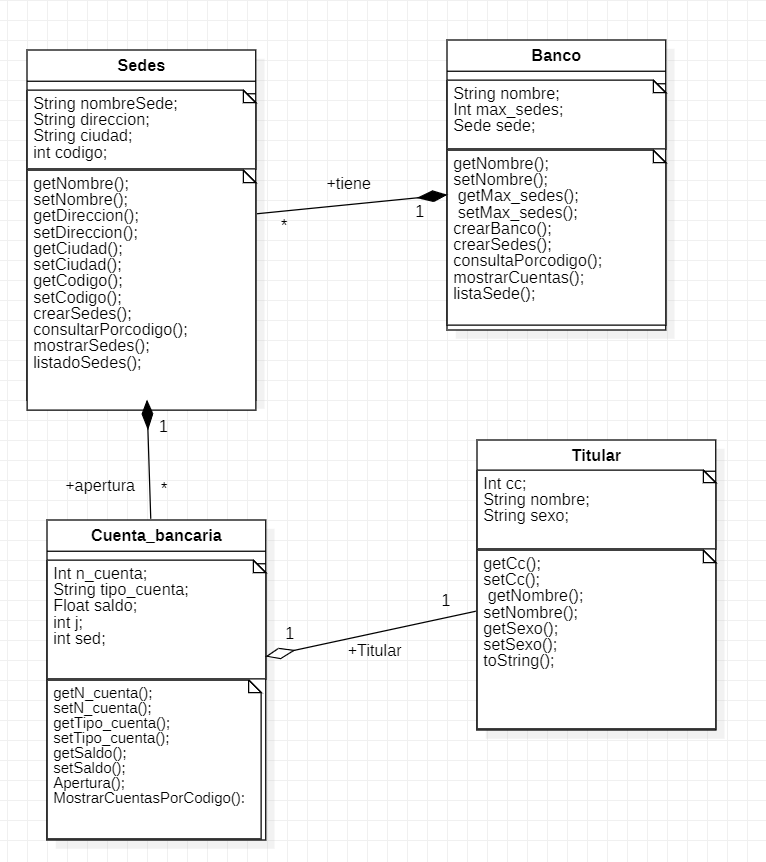 Sedes
String nombreSede;
String direccion;
String ciudad;
int codigo;
getNombre();
setNombre();
getDireccion();
setDireccion();
getCiudad();
setCiudad();
getCodigo();
setCodigo();
crearSedes();
consultarPorcodigo();
mostrarSedes();
listadoSedes();
+tiene
*
1
Banco
String nombre;
Int max_sedes;
Sede sede;
getNombre();
setNombre();
getMax_sedes();
setMax_sedes();
crearBanco();
crearSedes();
consultaPorcodigo();
mostrarCuentas();
listaSede();
1
+apertura
*
Cuenta_bancaria
Int n_cuenta;
String tipo_cuenta;
Float saldo;
int j;
int sed;
getN_cuenta();
setN_cuenta();
getTipo_cuenta();
setTipo_cuenta();
getSaldo();
setSaldo();
Apertura();
MostrarCuentasPorCodigo():
1
+Titular
1
Titular
Int cc;
String nombre;
String sexo;
getCc();
setCc();
getNombre();
setNombre();
getSexo();
setSexo();
toString();